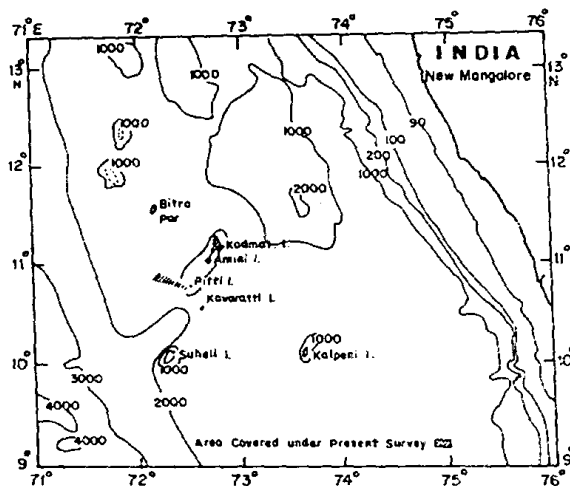 71°E 72° 73° 74° 75° 76°
INDIA
New Mangalore
13° N
13° N
1000
1000
1000
1000
1000
90
100
200
1000
12°
12°
2000
Bitra
Par
Kadmat I.
Amini I.
11°
11°
Pitti I.
Kavaratti I.
1000
Suheli I.
1000
Kalpeni I.
10°
10°
3000
2000
4000
4000
Area Covered under Present Survey
9°
9°
71° 72° 73° 74° 75° 76°